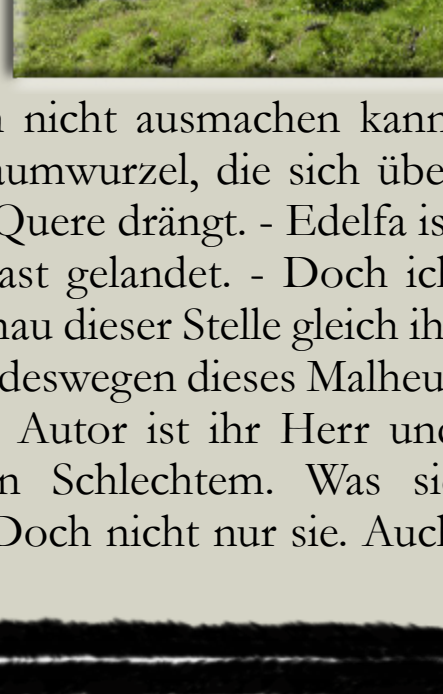 n nicht ausmachen kann
aumwurzel, die sich übe
Quere drängt. - Edelfa is
ast gelandet. - Doch ich
nau dieser Stelle gleich ih
deswegen dieses Malheu
Autor ist ihr Herr und
n Schlechtem. Was sie
Doch nicht nur sie. Auch